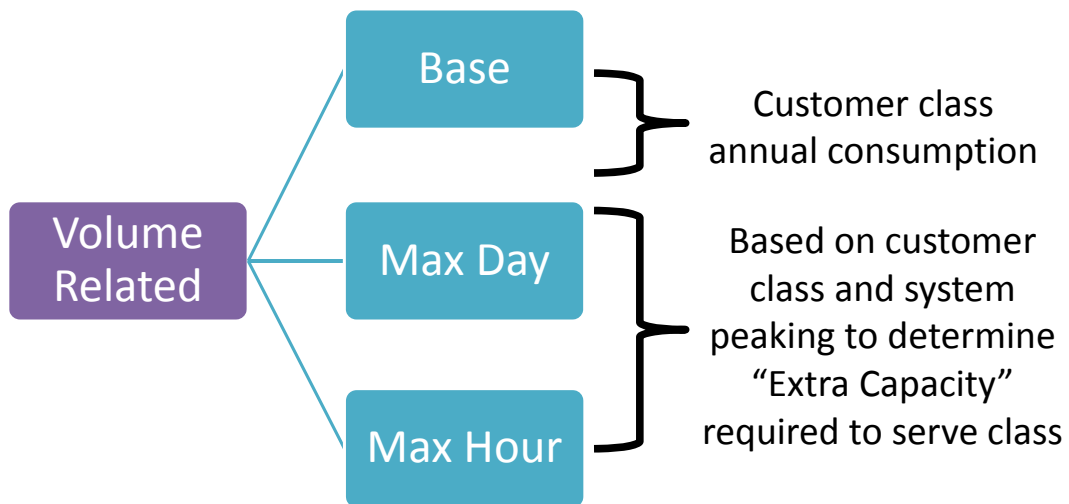 Volume
Related
Base
Max Day
Max Hour
Customer class
annual consumption
Based on customer
class and system
peaking to determine
“Extra Capacity”
required to serve class